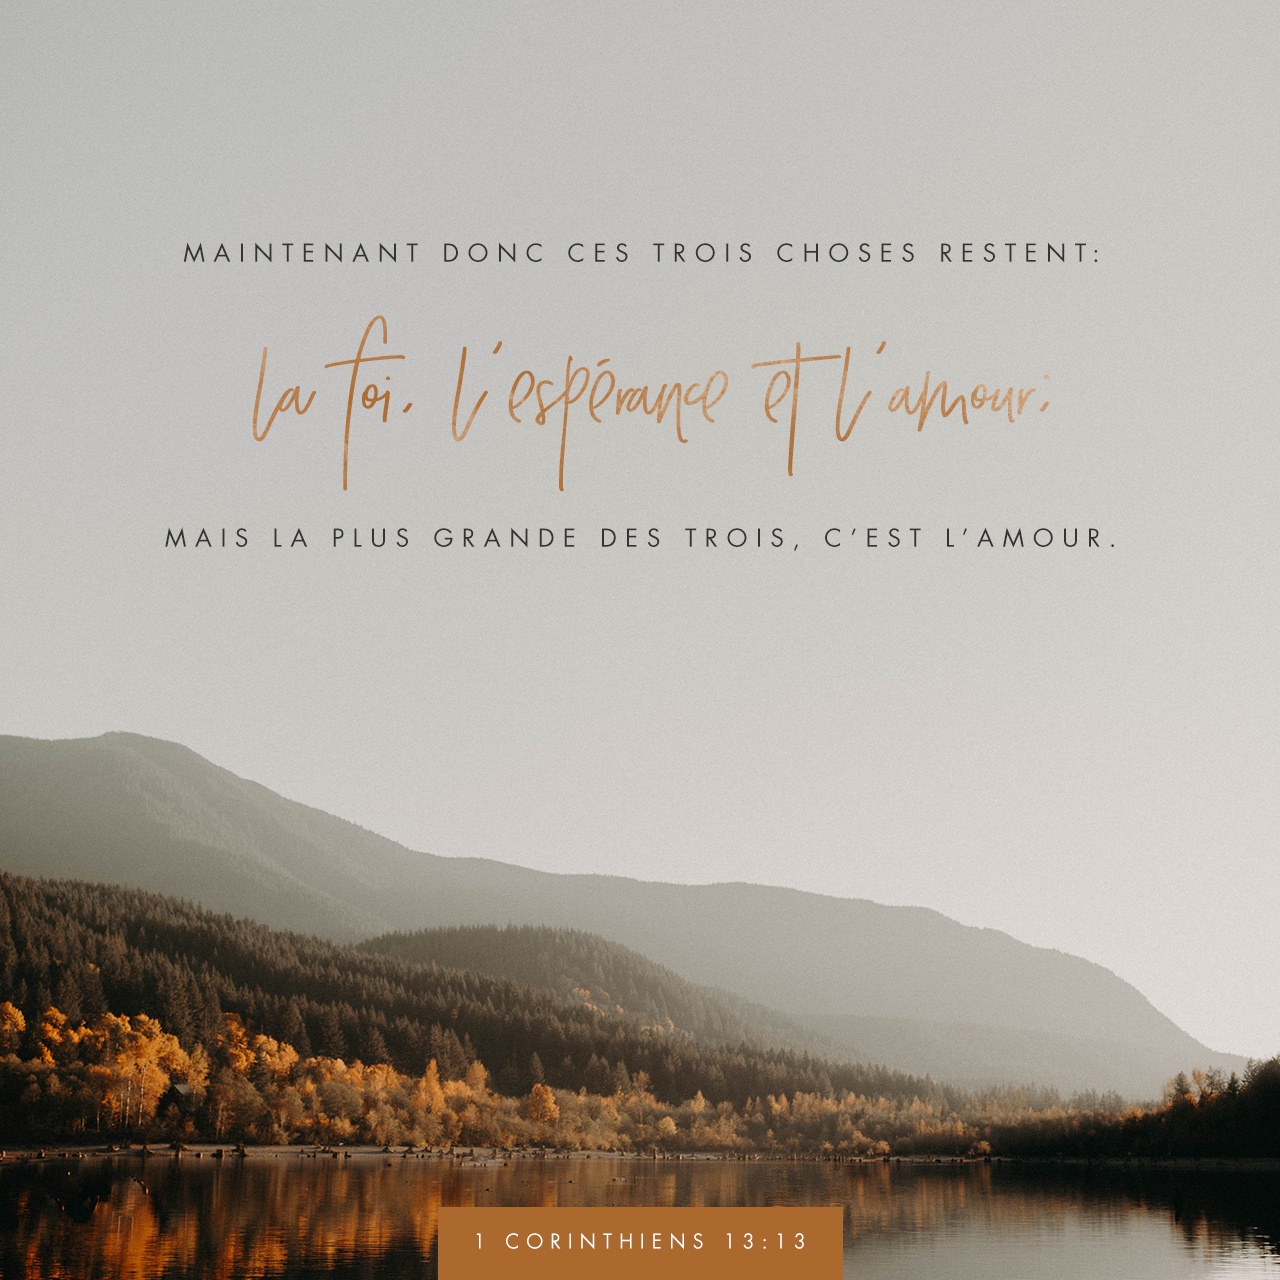 MAINTENANT DONC CES TROIS CHOSES RESTENT:
la foi, l'espérance et l'amour;
MAIS LA PLUS GRANDE DES TROIS, C'EST L'AMOUR.
1 CORINTHIENS 13:13